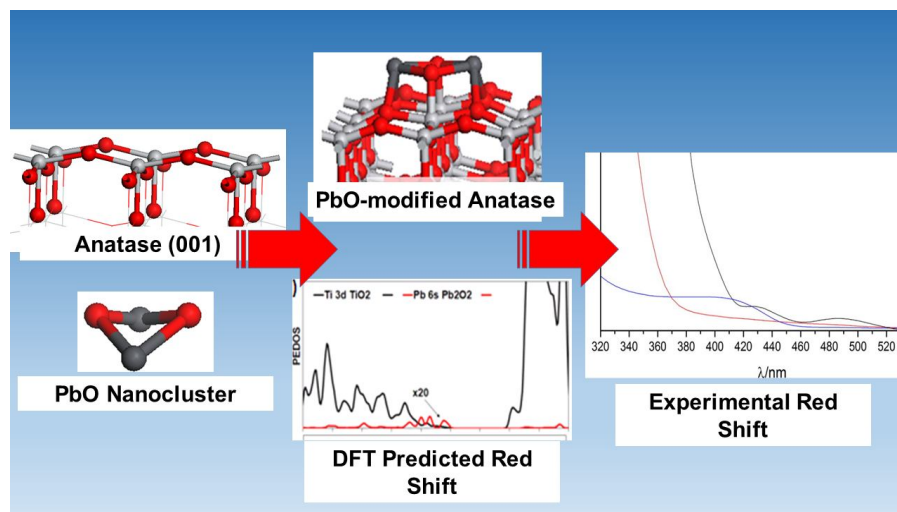 Anatase (001)
PbO Nanocluster
PbO-modified Anatase
) —Ti 3d TiO2 —Pb 6s Pb2O2
PEDOS
x20
DFT Predicted Red
Shift
320 340 360 380 400 420 440 460 480 500 520
λ/nm
Experimental Red
Shift